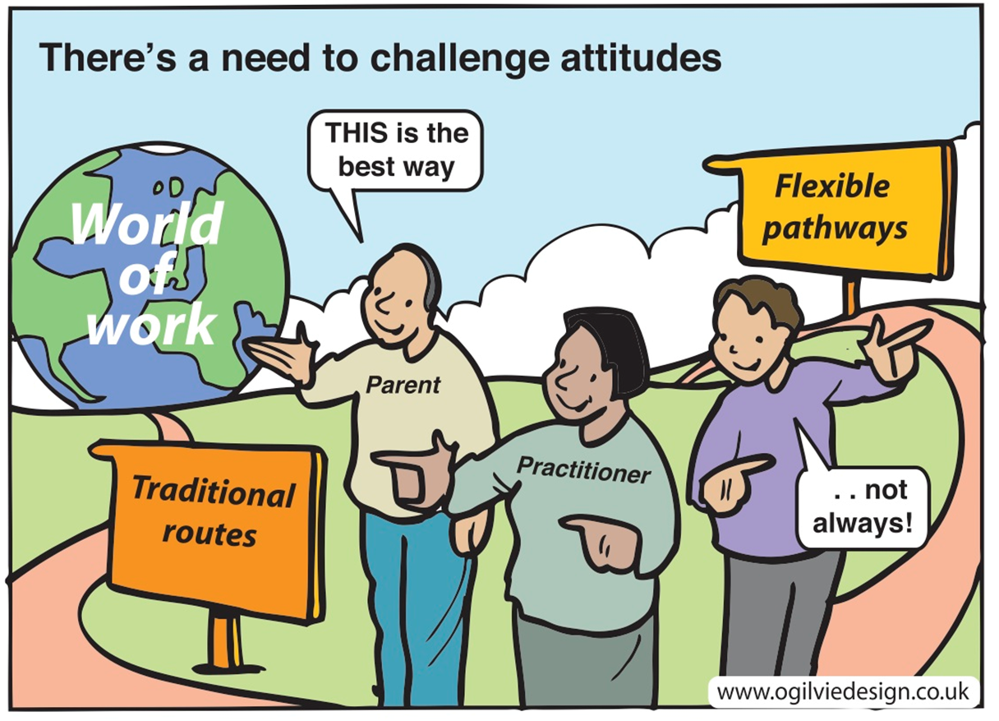 There's a need to challenge attitudes
THIS is the
best way
World
of
work
Flexible
pathways
Parent
Practitioner
Traditional
routes
. . not
always!
www.ogilviedesign.co.uk